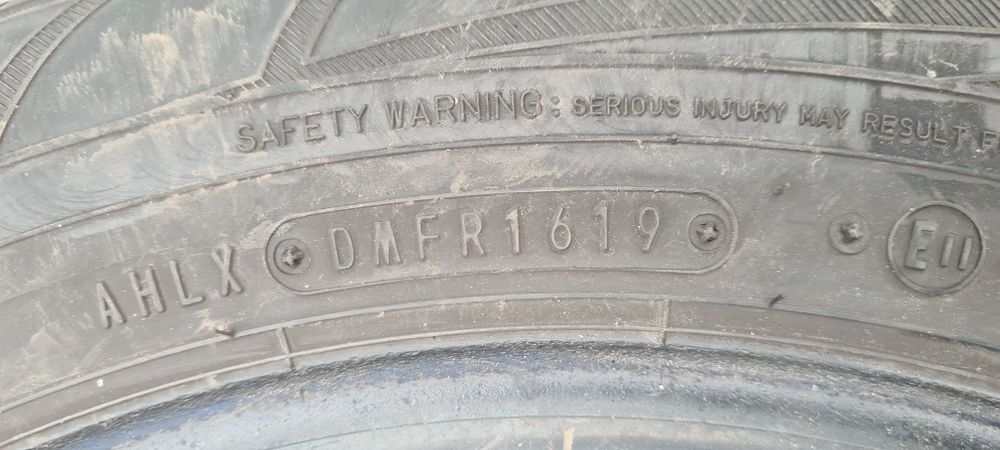 SAFETY WARNING: SERIOUS INJURY MAY RESULT
AHLX DMFR1619 E11